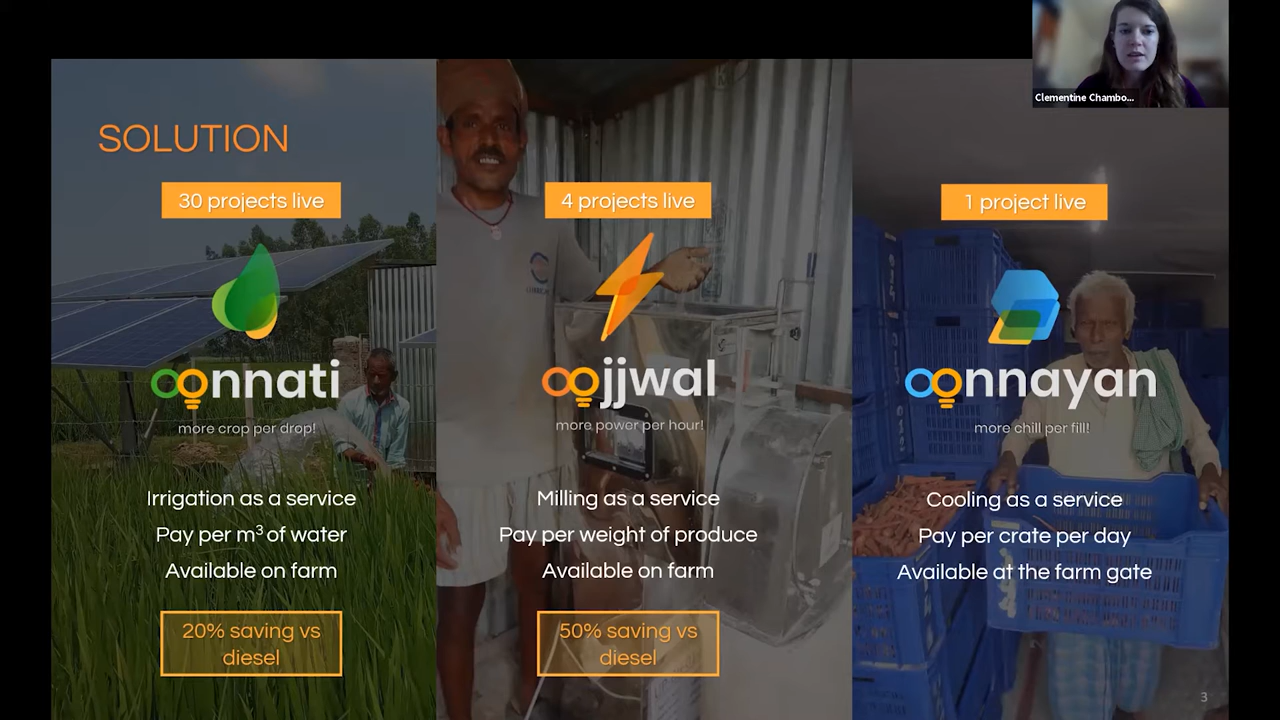 Clementine Chambo...
SOLUTION
30 projects live
oonnati
more crop per drop!
Irrigation as a service
Pay per m³ of water
Available on farm
20% saving vs
diesel
4 projects live
oojjwal
more power per hour!
Milling as a service
Pay per weight of produce
Available on farm
50% saving vs
diesel
1 project live
oonnayan
more chill per fill!
Cooling as a service
Pay per crate per day
Available at the farm gate
3